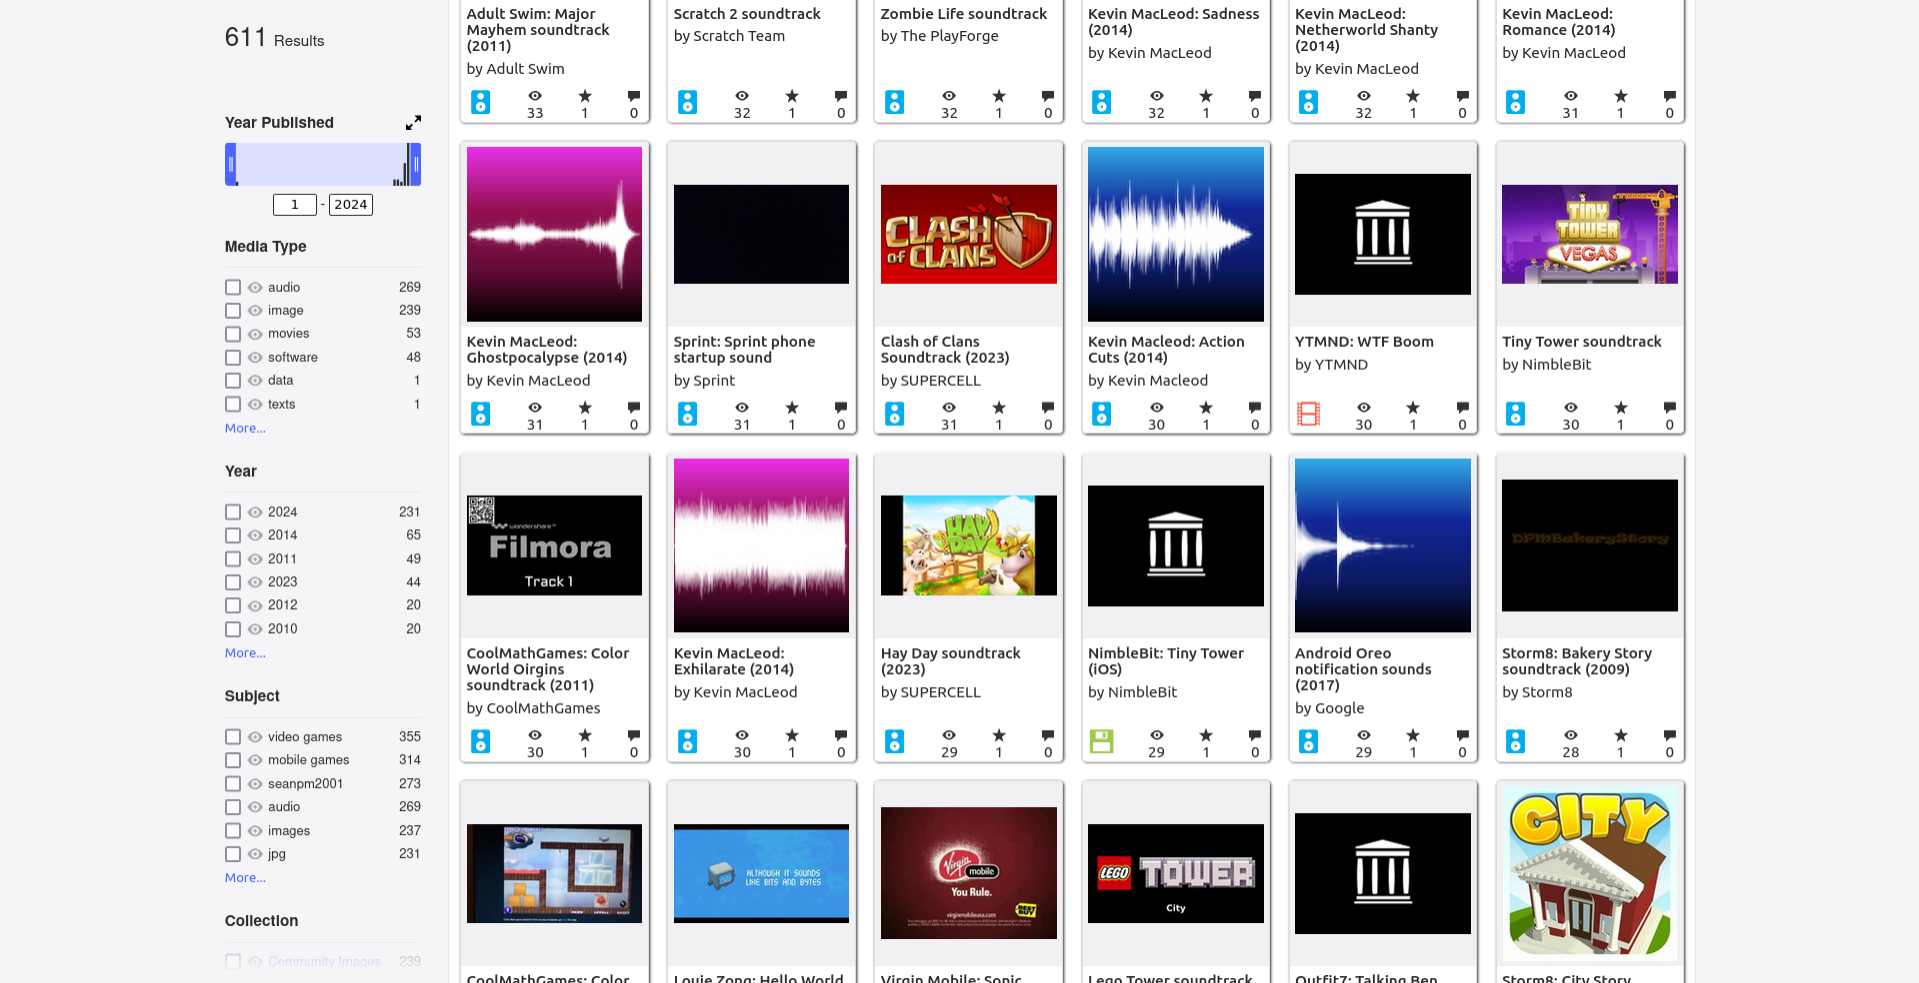 611 Results
Year Published
1 - 2024
Media Type
audio 269
image 239
movies 53
software 48
data 1
texts 1
More...
Year
2024 231
2014 65
2011 49
2023 44
2012 20
2010 20
More...
Subject
video games 355
mobile games 314
seanpm2001 273
audio 269
images 237
jpg 231
More...
Collection
Community Images 239
Adult Swim: Major
Mayhem soundtrack
(2011)
by Adult Swim
33 1 0
Scratch 2 soundtrack
by Scratch Team
32 1 0
Zombie Life soundtrack
by The PlayForge
32 1 0
Kevin MacLeod: Sadness
(2014)
by Kevin MacLeod
32 1 0
Kevin MacLeod:
Netherworld Shanty
(2014)
by Kevin MacLeod
32 1 0
Kevin MacLeod:
Romance (2014)
by Kevin MacLeod
31 1 0
Kevin MacLeod:
Ghostpocalypse (2014)
by Kevin MacLeod
31 1 0
Sprint: Sprint phone
startup sound
by Sprint
31 1 0
CLASH
OF CLANS
Clash of Clans
Soundtrack (2023)
by SUPERCELL
31 1 0
Kevin Macleod: Action
Cuts (2014)
by Kevin Macleod
30 1 0
YTMND: WTF Boom
by YTMND
30 1 0
TINY
TOWER
VEGAS
Tiny Tower soundtrack
by NimbleBit
30 1 0
wondershare™
Filmora
Track 1
CoolMathGames: Color
World Oirgins
soundtrack (2011)
by CoolMathGames
30 1 0
Kevin MacLeod:
Exhilarate (2014)
by Kevin MacLeod
30 1 0
HAY
DAY
Hay Day soundtrack
(2023)
by SUPERCELL
29 1 0
NimbleBit: Tiny Tower
(iOS)
by NimbleBit
29 1 0
Android Oreo
notification sounds
(2017)
by Google
29 1 0
DPMBakeryStory
Storm8: Bakery Story
soundtrack (2009)
by Storm8
28 1 0
CoolMathGames: Color
ALTHOUGH IT SOUNDS
LIKE BITS AND BYTES
Louie Zong: Hello World
Virgin
mobile
You Rule.
virginmobileusa.com
BEST BUY
Virgin Mobile: Sonic
LEGO TOWER
City
Lego Tower soundtrack
Outfit7: Talking Ben
CITY
Storm8: City Story